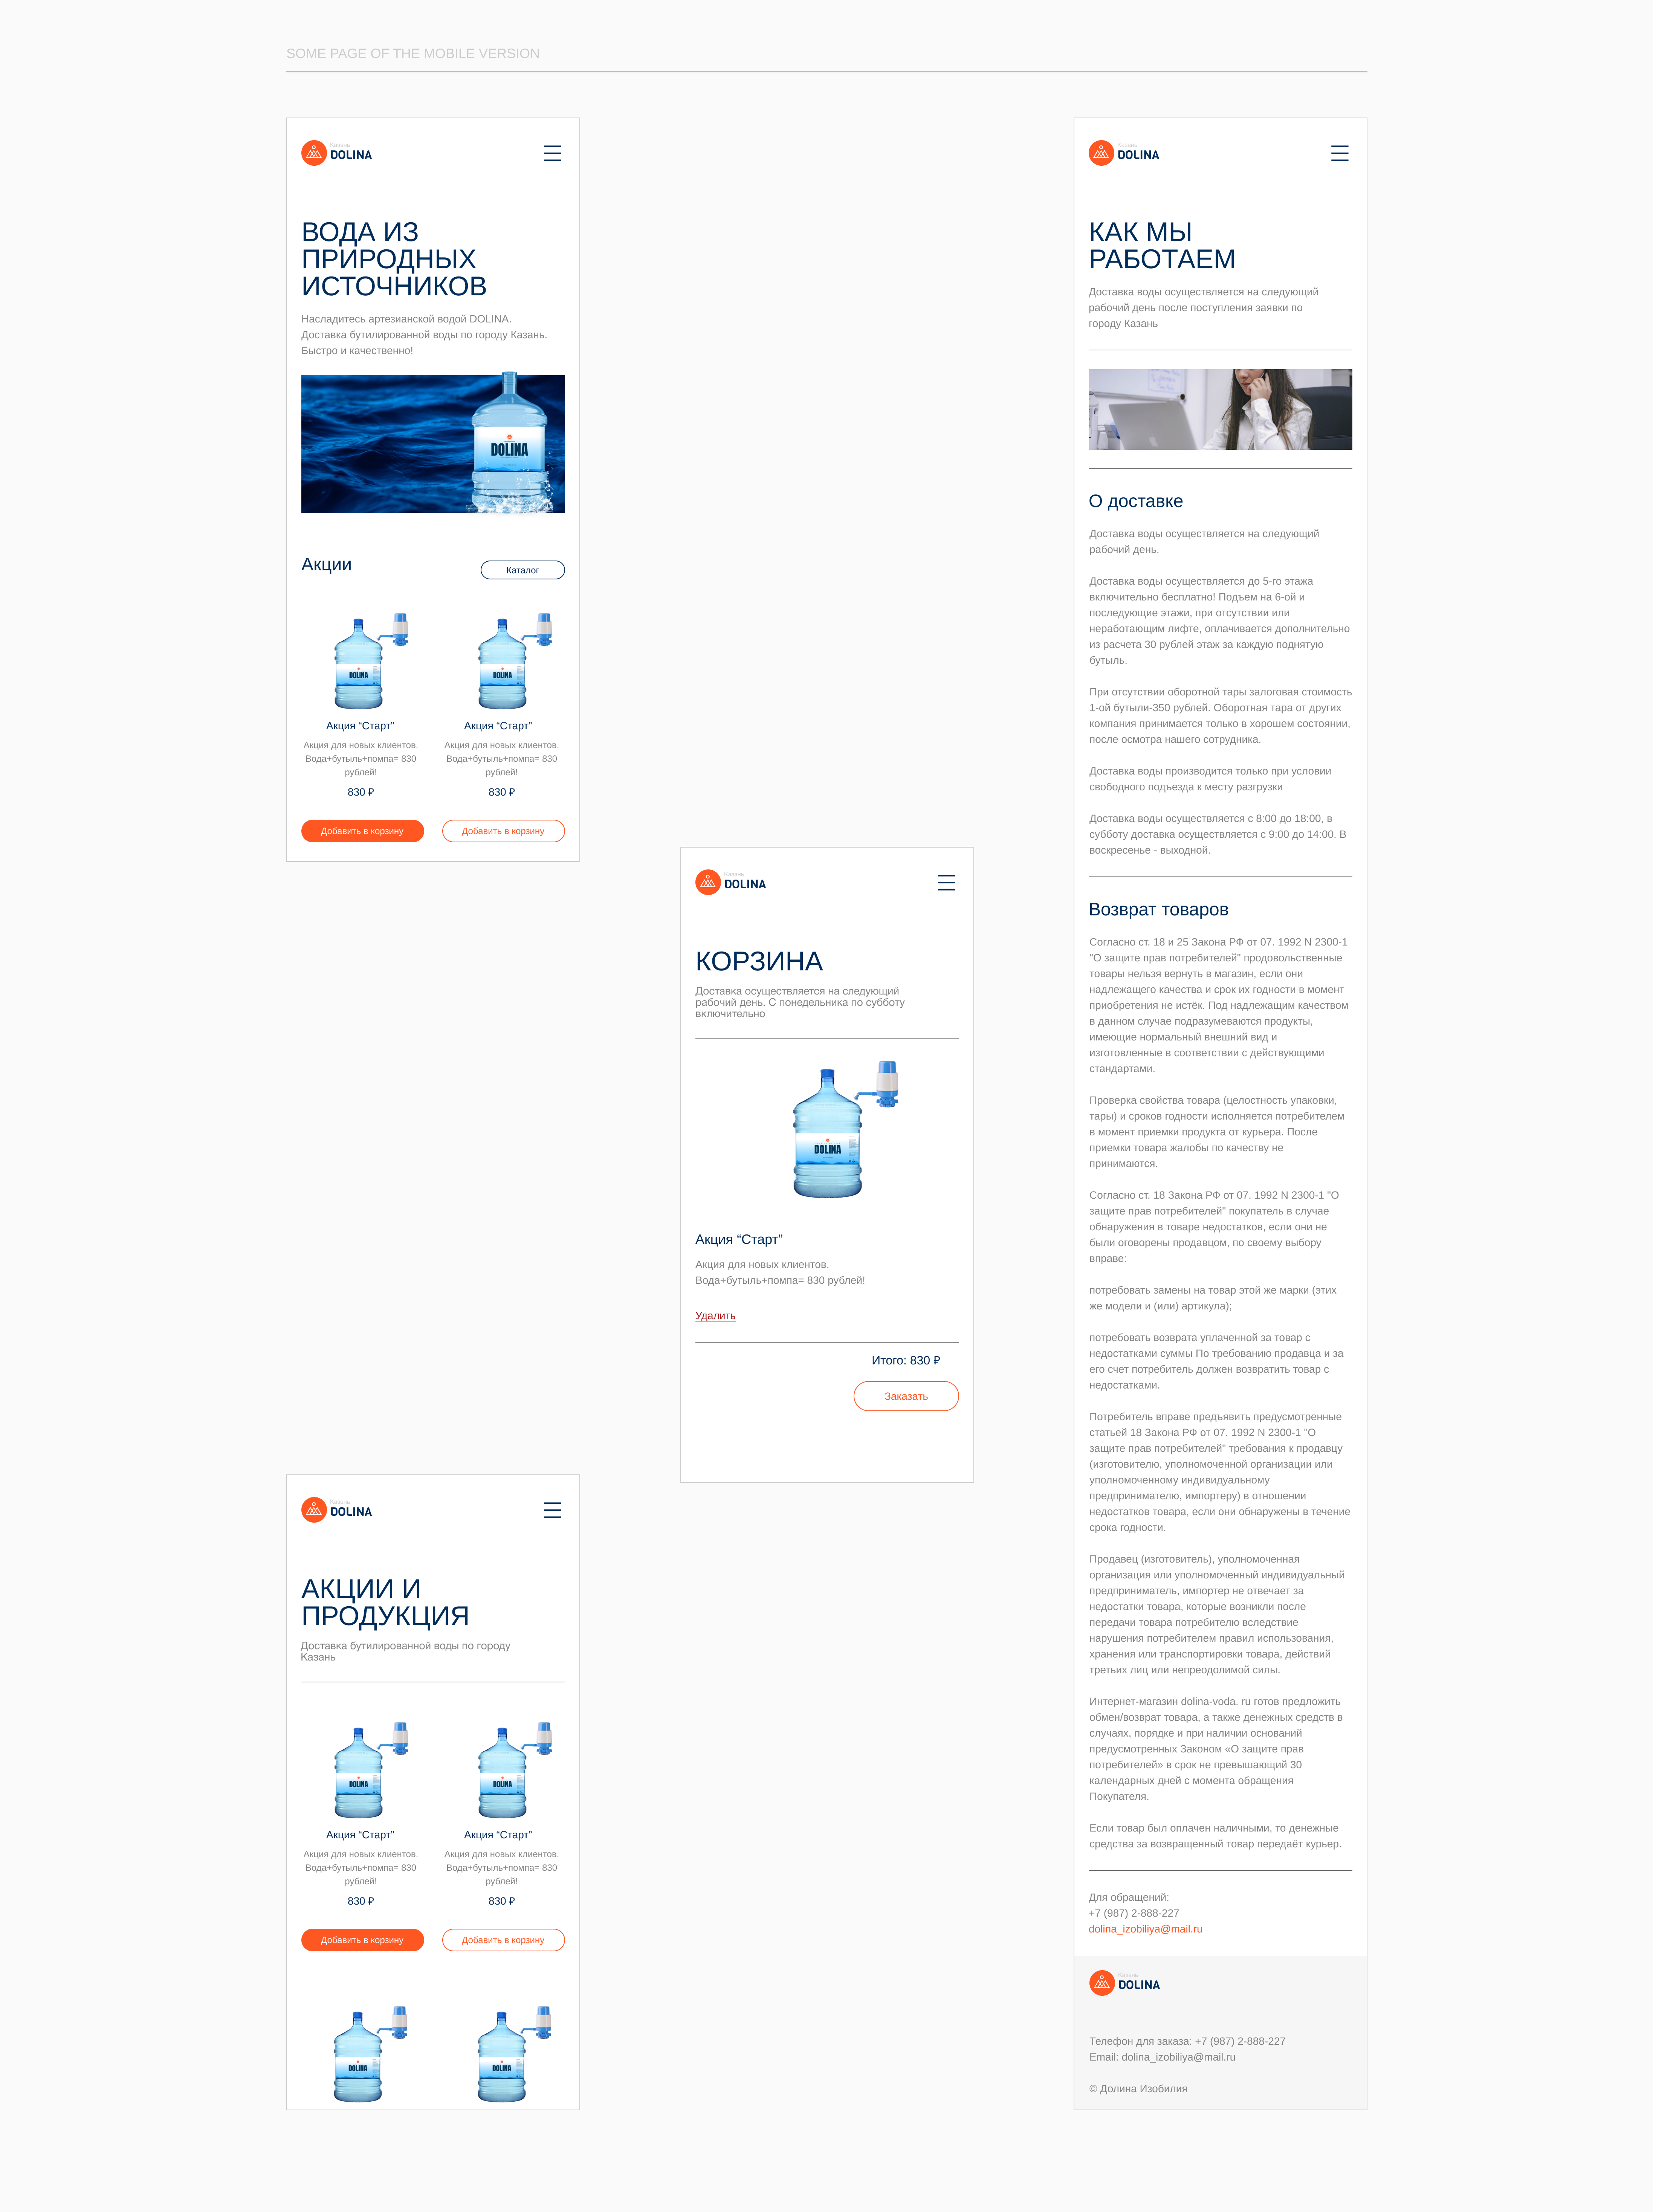 SOME PAGE OF THE MOBILE VERSION
Казань
DOLINA
ВОДА ИЗ
ПРИРОДНЫХ
ИСТОЧНИКОВ
Насладитесь артезианской водой DOLINA.
Доставка бутилированной воды по городу Казань.
Быстро и качественно!
DOLINA
Акции
Каталог
DOLINA
DOLINA
Акция “Старт”
Акция “Старт”
Акция для новых клиентов.
Вода+бутыль+помпа= 830
рублей!
Акция для новых клиентов.
Вода+бутыль+помпа= 830
рублей!
830 ₽
830 ₽
Добавить в корзину
Добавить в корзину
Казань
DOLINA
КОРЗИНА
Доставка осуществляется на следующий
рабочий день. С понедельника по субботу
включительно
DOLINA
Акция “Старт”
Акция для новых клиентов.
Вода+бутыль+помпа= 830 рублей!
Удалить
Итого: 830 ₽
Заказать
Казань
DOLINA
АКЦИИ И
ПРОДУКЦИЯ
Доставка бутилированной воды по городу
Казань
DOLINA
DOLINA
Акция “Старт”
Акция “Старт”
Акция для новых клиентов.
Вода+бутыль+помпа= 830
рублей!
Акция для новых клиентов.
Вода+бутыль+помпа= 830
рублей!
830 ₽
830 ₽
Добавить в корзину
Добавить в корзину
DOLINA
DOLINA
Казань
DOLINA
КАК МЫ
РАБОТАЕМ
Доставка воды осуществляется на следующий
рабочий день после поступления заявки по
городу Казань
О доставке
Доставка воды осуществляется на следующий
рабочий день.
Доставка воды осуществляется до 5-го этажа
включительно бесплатно! Подъем на 6-ой и
последующие этажи, при отсутствии или
неработающим лифте, оплачивается дополнительно
из расчета 30 рублей этаж за каждую поднятую
бутыль.
При отсутствии оборотной тары залоговая стоимость
1-ой бутыли-350 рублей. Оборотная тара от других
компания принимается только в хорошем состоянии,
после осмотра нашего сотрудника.
Доставка воды производится только при условии
свободного подъезда к месту разгрузки
Доставка воды осуществляется с 8:00 до 18:00, в
субботу доставка осуществляется с 9:00 до 14:00. В
воскресенье - выходной.
Возврат товаров
Согласно ст. 18 и 25 Закона РФ от 07. 1992 N 2300-1
"О защите прав потребителей" продовольственные
товары нельзя вернуть в магазин, если они
надлежащего качества и срок их годности в момент
приобретения не истёк. Под надлежащим качеством
в данном случае подразумеваются продукты,
имеющие нормальный внешний вид и
изготовленные в соответствии с действующими
стандартами.
Проверка свойства товара (целостность упаковки,
тары) и сроков годности исполняется потребителем
в момент приемки продукта от курьера. После
приемки товара жалобы по качеству не
принимаются.
Согласно ст. 18 Закона РФ от 07. 1992 N 2300-1 "О
защите прав потребителей" покупатель в случае
обнаружения в товаре недостатков, если они не
были оговорены продавцом, по своему выбору
вправе:
потребовать замены на товар этой же марки (этих
же модели и (или) артикула);
потребовать возврата уплаченной за товар с
недостатками суммы По требованию продавца и за
его счет потребитель должен возвратить товар с
недостатками.
Потребитель вправе предъявить предусмотренные
статьей 18 Закона РФ от 07. 1992 N 2300-1 "О
защите прав потребителей" требования к продавцу
(изготовителю, уполномоченной организации или
уполномоченному индивидуальному
предпринимателю, импортеру) в отношении
недостатков товара, если они обнаружены в течение
срока годности.
Продавец (изготовитель), уполномоченная
организация или уполномоченный индивидуальный
предприниматель, импортер не отвечает за
недостатки товара, которые возникли после
передачи товара потребителю вследствие
нарушения потребителем правил использования,
хранения или транспортировки товара, действий
третьих лиц или непреодолимой силы.
Интернет-магазин dolina-voda. ru готов предложить
обмен/возврат товара, а также денежных средств в
случаях, порядке и при наличии оснований
предусмотренных Законом «О защите прав
потребителей» в срок не превышающий 30
календарных дней с момента обращения
Покупателя.
Если товар был оплачен наличными, то денежные
средства за возвращенный товар передаёт курьер.
Для обращений:
+7 (987) 2-888-227
dolina_izobiliya@mail.ru
Казань
DOLINA
Телефон для заказа: +7 (987) 2-888-227
Email: dolina_izobiliya@mail.ru
© Долина Изобилия